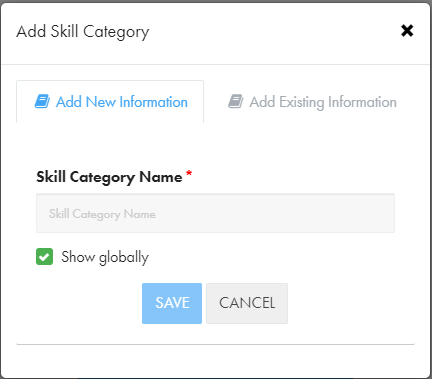 Add Skill Category
Add New Information
Add Existing Information
Skill Category Name *
Skill Category Name
Show globally
SAVE
CANCEL